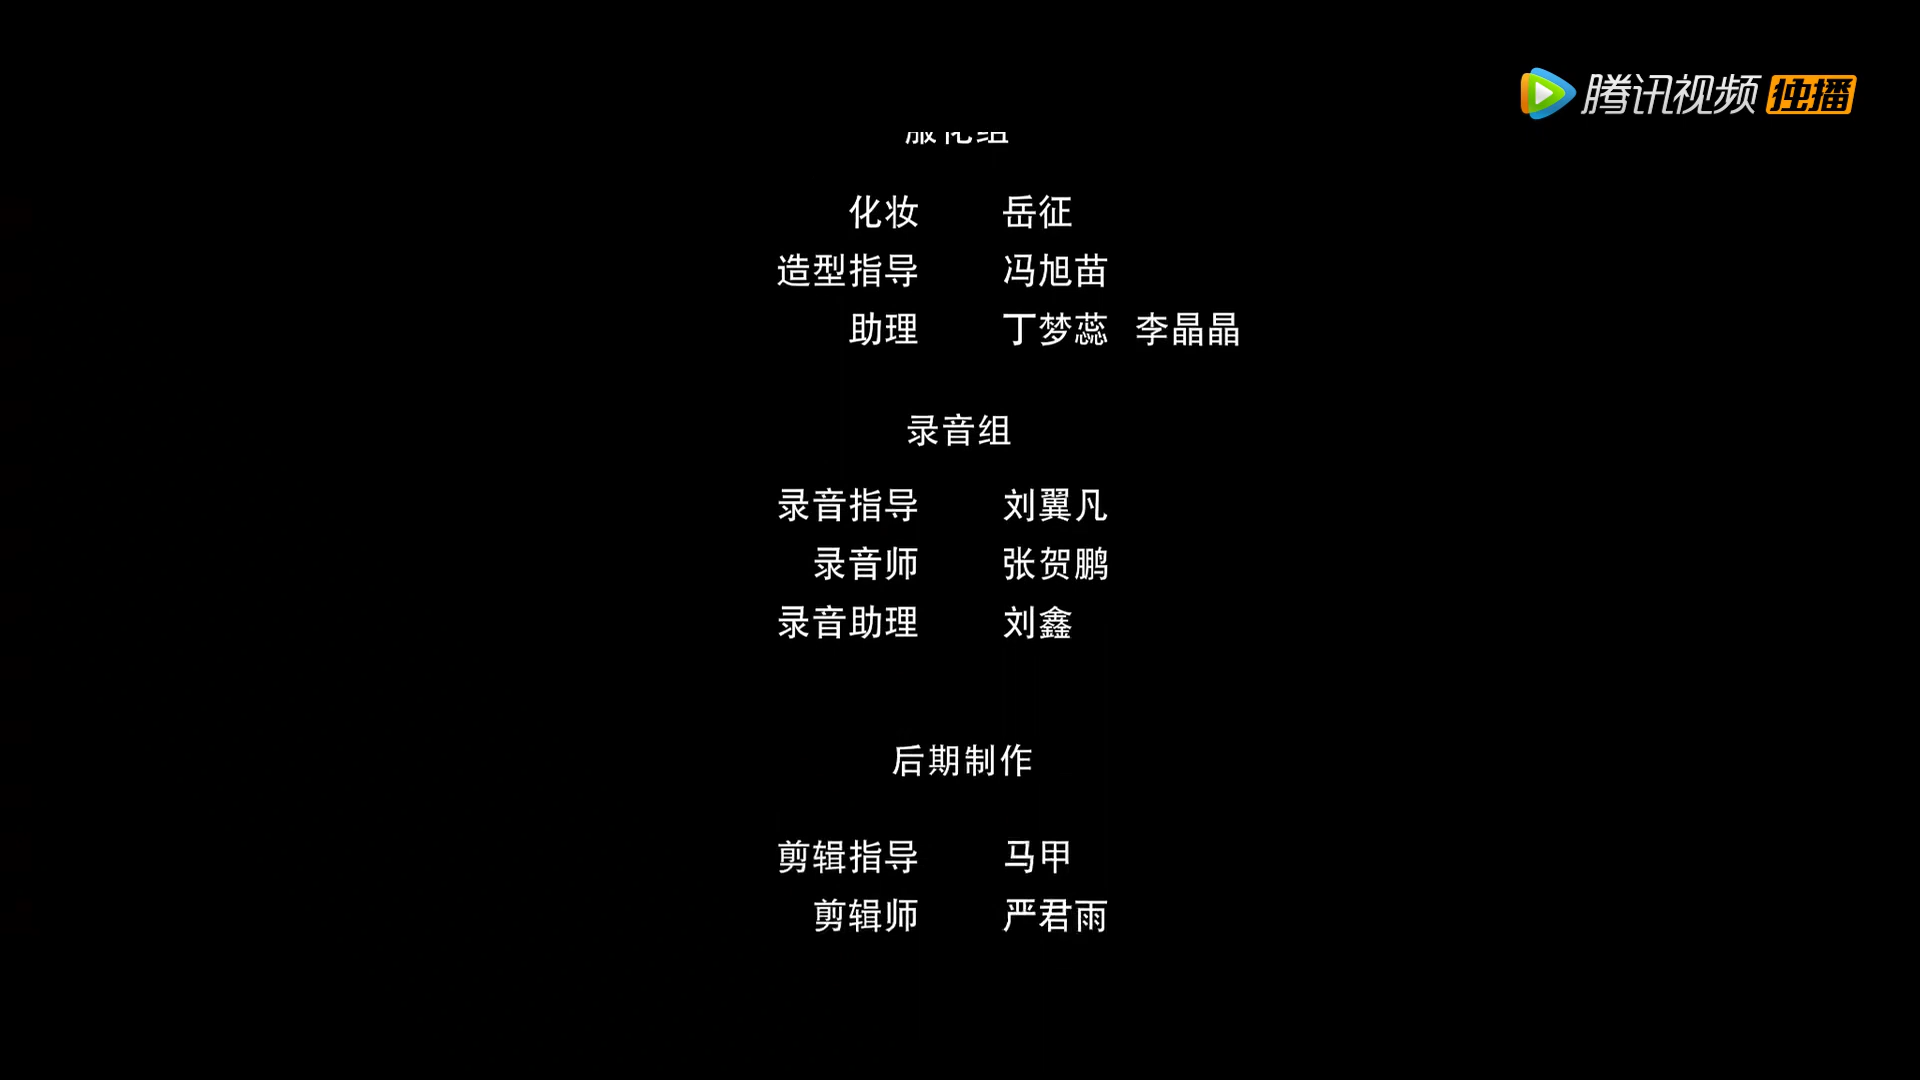 腾讯视频 独播
服化组
化妆 岳征
造型指导 冯旭苗
助理 丁梦蕊 李晶晶
录音组
录音指导 刘翼凡
录音师 张贺鹏
录音助理 刘鑫
后期制作
剪辑指导 马甲
剪辑师 严君雨